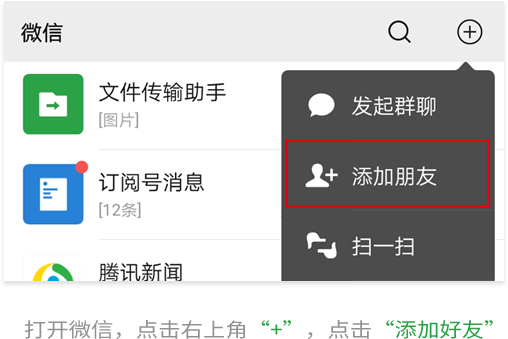 微信
文件传输助手
[图片]
发起群聊
订阅号消息
[12条]
添加朋友
腾讯新闻
扫一扫
打开微信，点击右上角“+”，点击“添加好友”